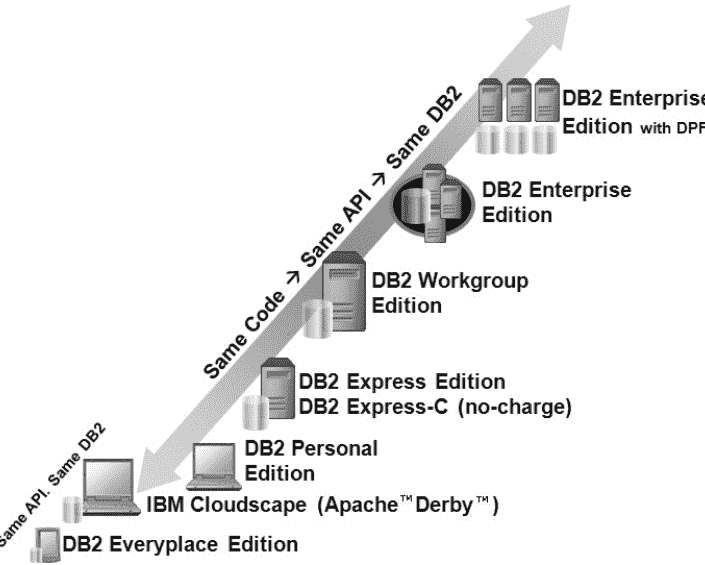 DB2 Enterprise
Edition with DPF
DB2 Enterprise
Edition
Same Code → Same API → Same DB2
DB2 Workgroup
Edition
DB2 Express Edition
DB2 Express-C (no-charge)
DB2 Personal
Edition
Same API. Same DB2
IBM Cloudscape (Apache™ Derby™)
DB2 Everyplace Edition